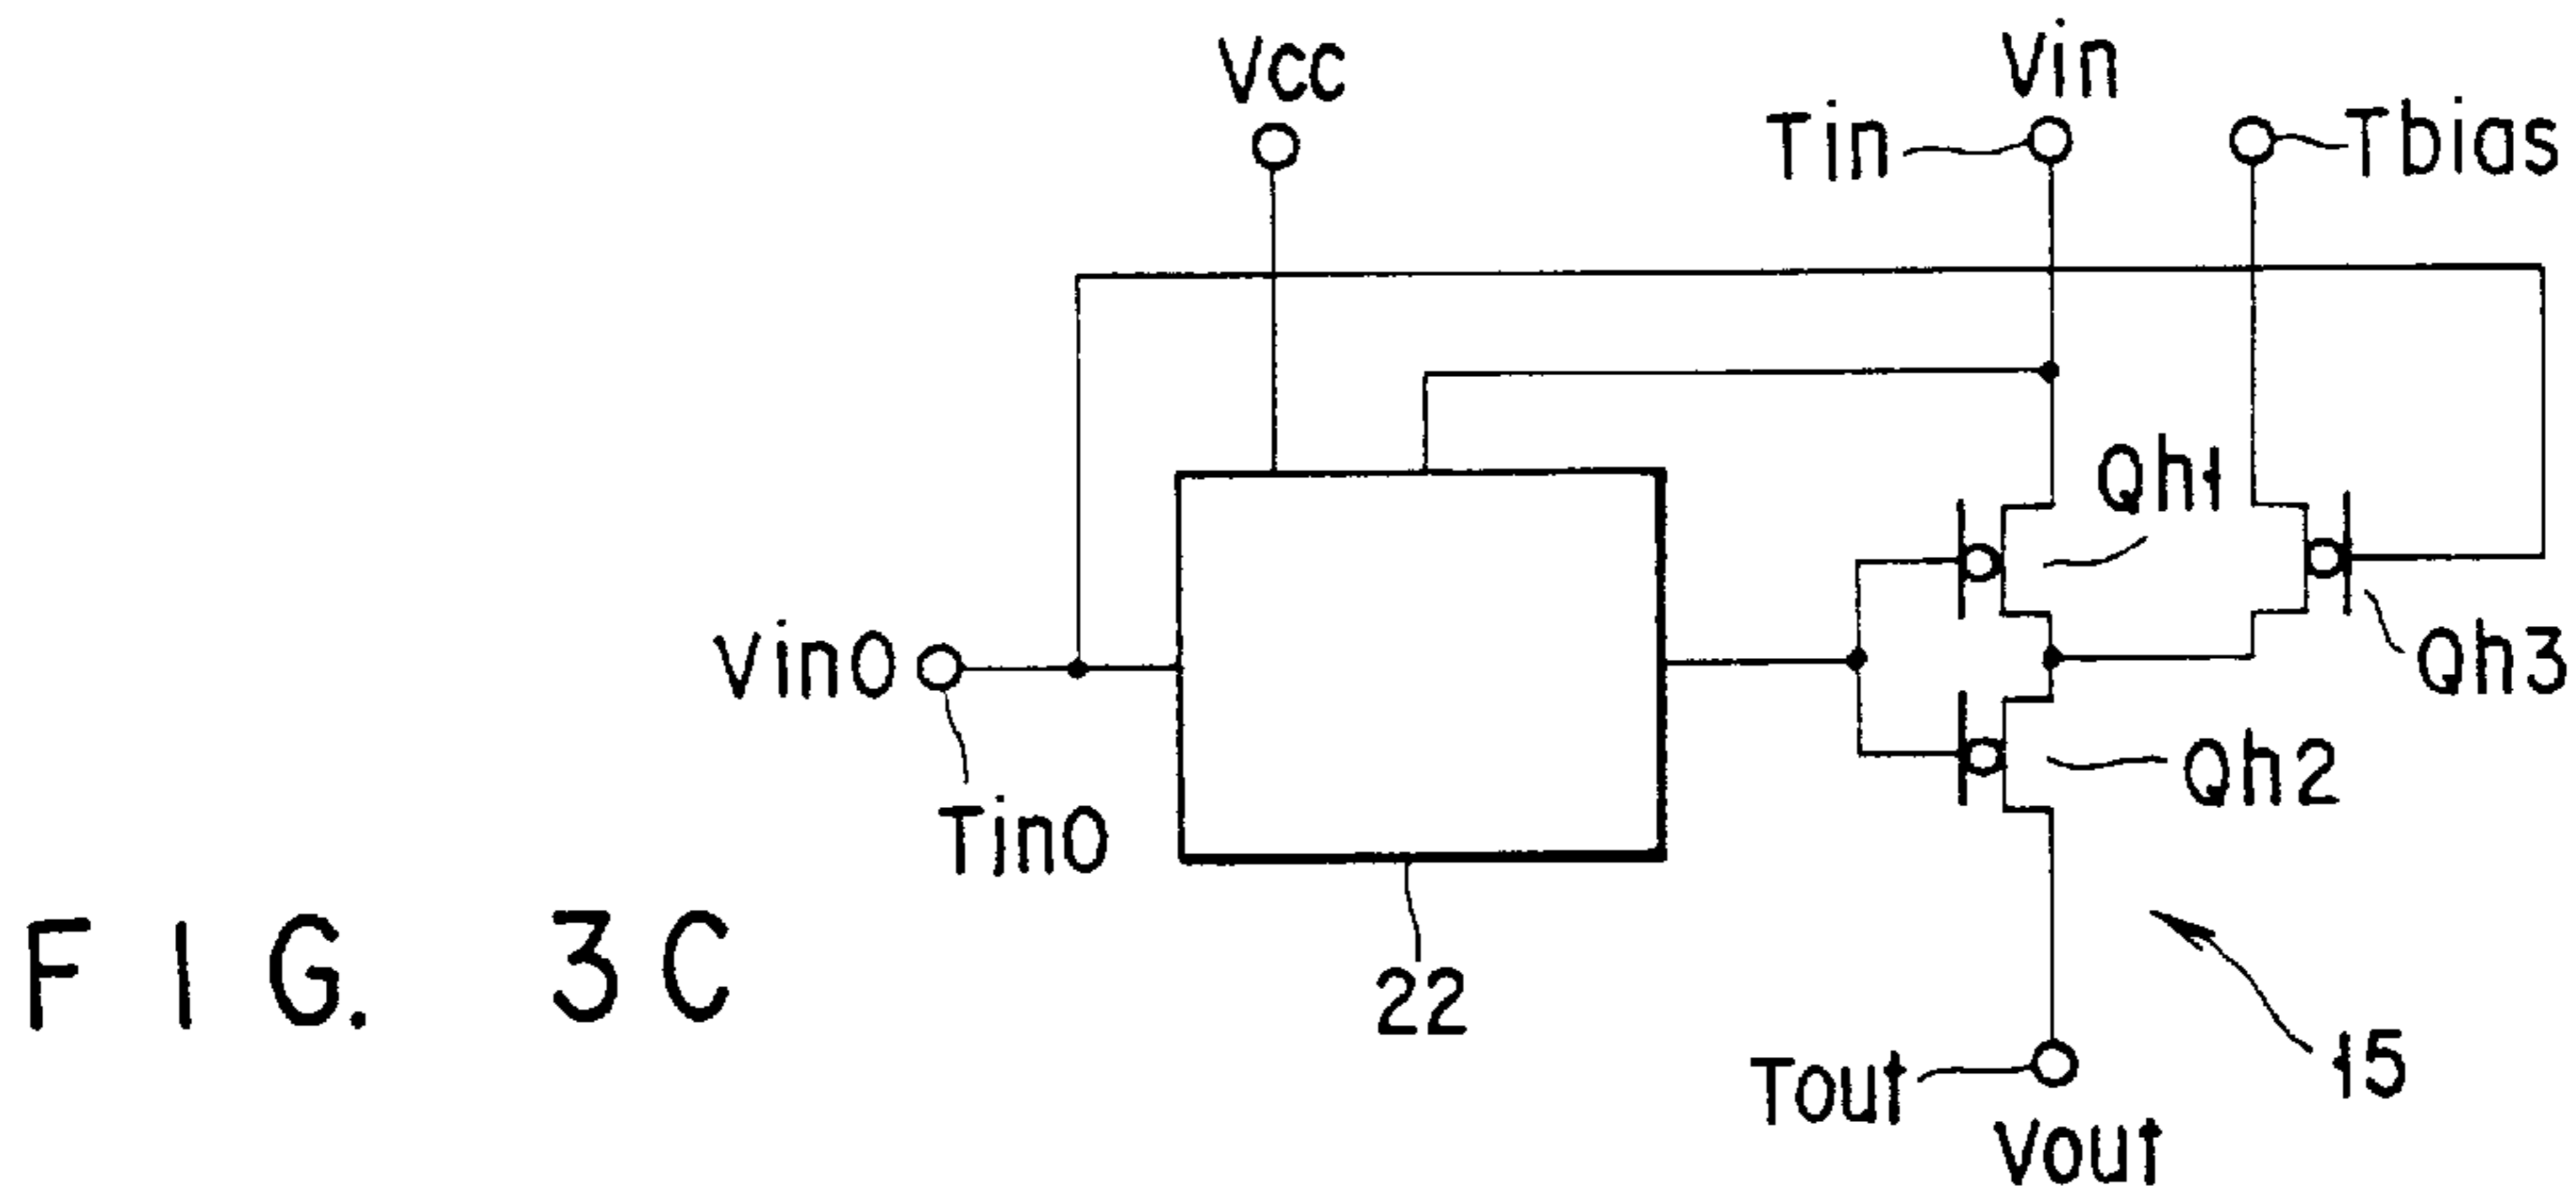 Vcc
Vin
Tin
Tbias
Qh1
Vin0
Qh3
Qh2
Tin0
FIG. 3C
22
15
Tout
Vout